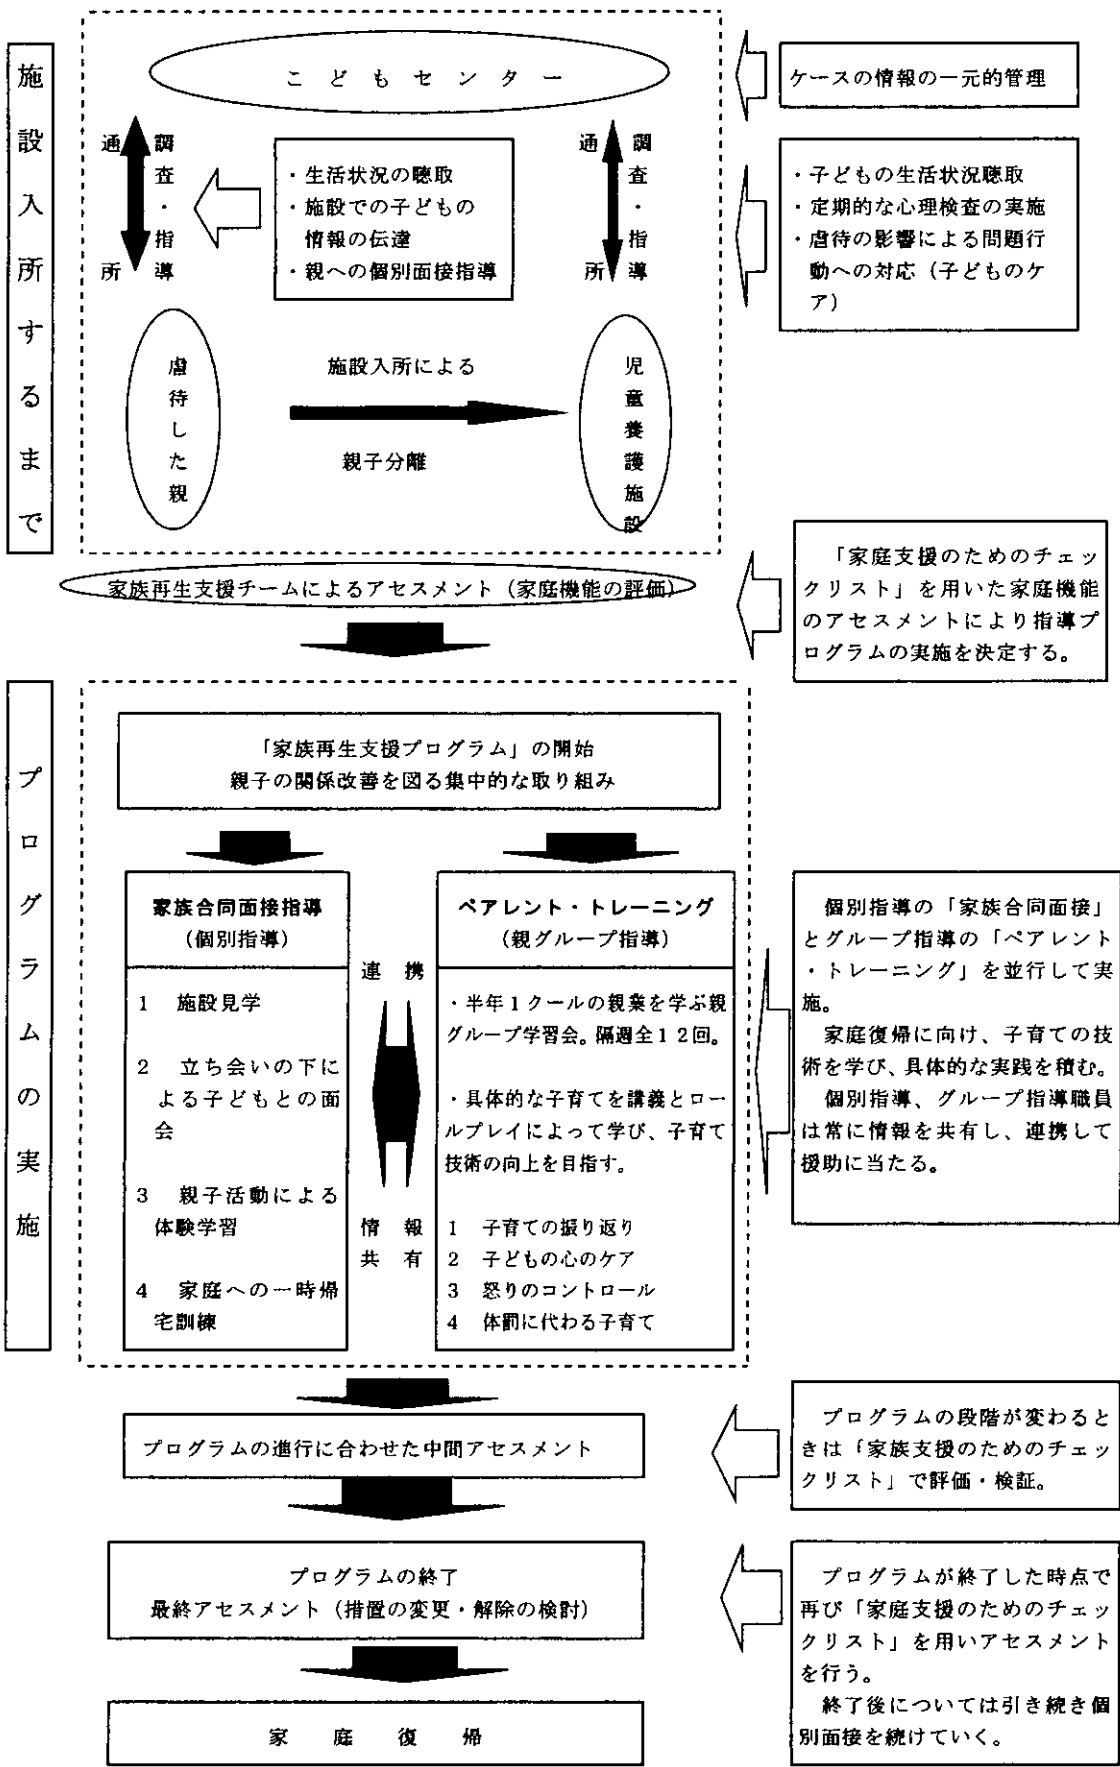 施設入所するまで
こどもセンター
ケースの情報の一元的管理
通所
調査・指導
・生活状況の聴取
・施設での子どもの
情報の伝達
・親への個別面接指導
通所
調査・指導
・子どもの生活状況聴取
・定期的な心理検査の実施
・虐待の影響による問題行
動への対応（子どものケ
ア）
虐待した親
施設入所による
親子分離
児童養護施設
家族再生支援チームによるアセスメント（家庭機能の評価）
「家庭支援のためのチェッ
クリスト」を用いた家庭機能
のアセスメントにより指導プ
ログラムの実施を決定する。
プログラムの実施
「家族再生支援プログラム」の開始
親子の関係改善を図る集中的な取り組み
家族合同面接指導
（個別指導）
1　施設見学
2　立ち会いの下に
よる子どもとの面
会
3　親子活動による
体験学習
4　家庭への一時帰
宅訓練
連携
情報
共有
ペアレント・トレーニング
（親グループ指導）
・半年１クールの親業を学ぶ親
グループ学習会。隔週全１２回。
・具体的な子育てを講義とロー
ルプレイによって学び、子育て
技術の向上を目指す。
1　子育ての振り返り
2　子どもの心のケア
3　怒りのコントロール
4　体罰に代わる子育て
個別指導の「家族合同面接」
とグループ指導の「ペアレント
・トレーニング」を並行して実
施。
家庭復帰に向け、子育ての技
術を学び、具体的な実践を積む。
個別指導、グループ指導職員
は常に情報を共有し、連携して
援助に当たる。
プログラムの進行に合わせた中間アセスメント
プログラムの段階が変わると
きは「家族支援のためのチェッ
クリスト」で評価・検証。
プログラムの終了
最終アセスメント（措置の変更・解除の検討）
プログラムが終了した時点で
再び「家庭支援のためのチェッ
クリスト」を用いアセスメント
を行う。
終了後については引き続き個
別面接を続けていく。
家庭復帰